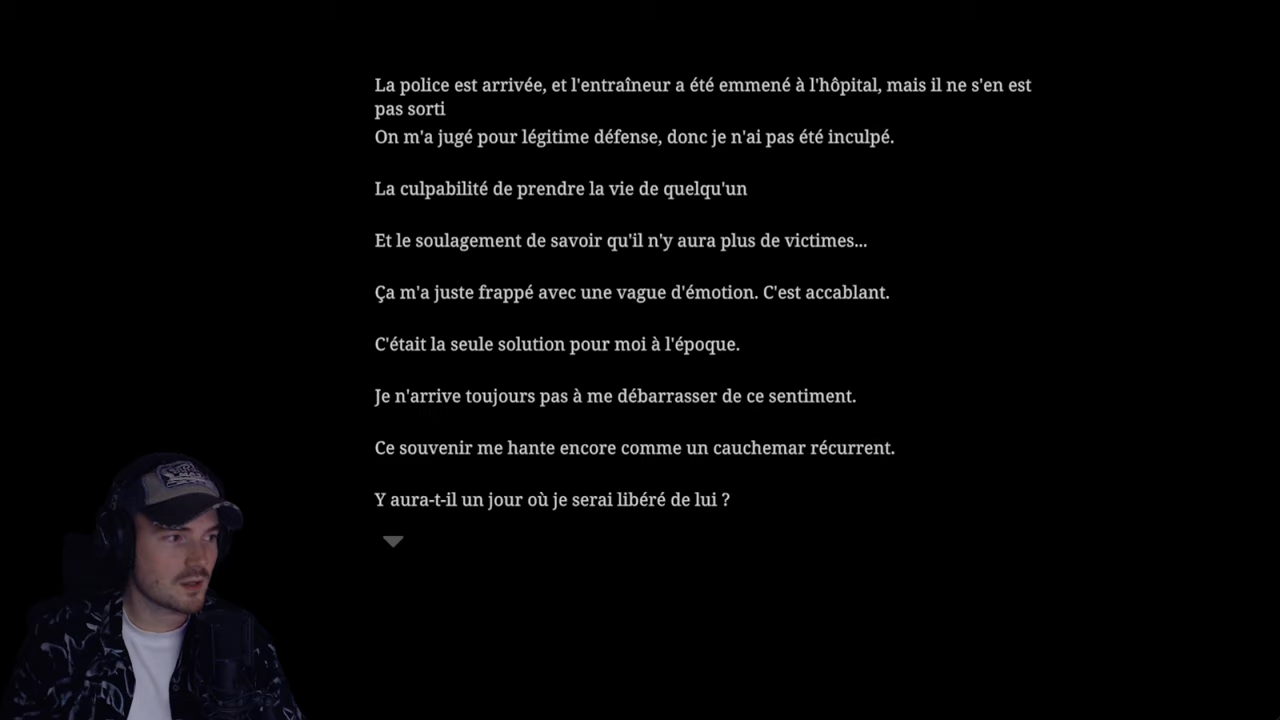 La police est arrivée, et l'entraîneur a été emmené à l'hôpital, mais il ne s'en est
pas sorti
On m'a jugé pour légitime défense, donc je n'ai pas été inculpé.
La culpabilité de prendre la vie de quelqu'un
Et le soulagement de savoir qu'il n'y aura plus de victimes...
Ça m'a juste frappé avec une vague d'émotion. C'est accablant.
C'était la seule solution pour moi à l'époque.
Je n'arrive toujours pas à me débarrasser de ce sentiment.
Ce souvenir me hante encore comme un cauchemar récurrent.
Y aura-t-il un jour où je serai libéré de lui ?